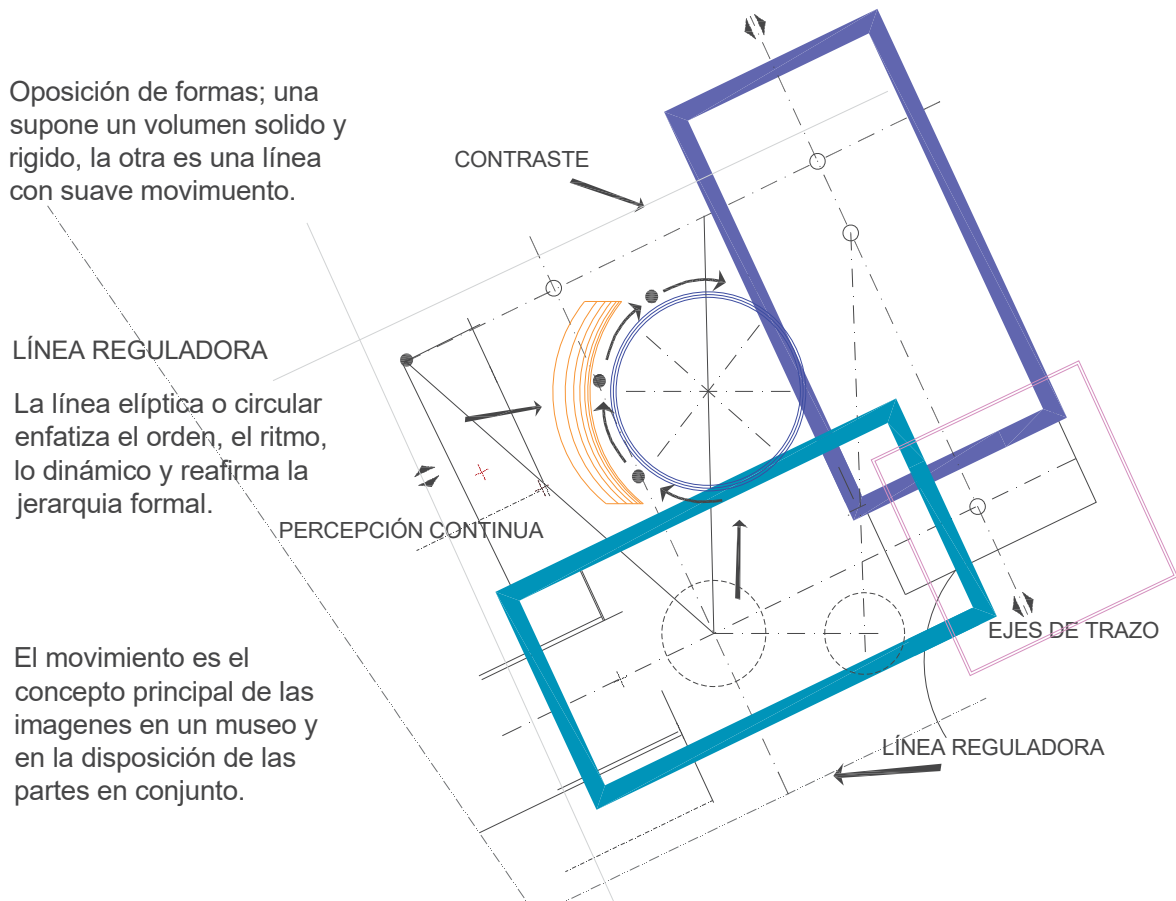 Oposición de formas; una
supone un volumen solido y
rigido, la otra es una línea
con suave movimuento.
CONTRASTE
LÍNEA REGULADORA
La línea elíptica o circular
enfatiza el orden, el ritmo,
lo dinámico y reafirma la
jerarquia formal.
PERCEPCIÓN CONTINUA
EJES DE TRAZO
El movimiento es el
concepto principal de las
imagenes en un museo y
en la disposición de las
partes en conjunto.
LÍNEA REGULADORA